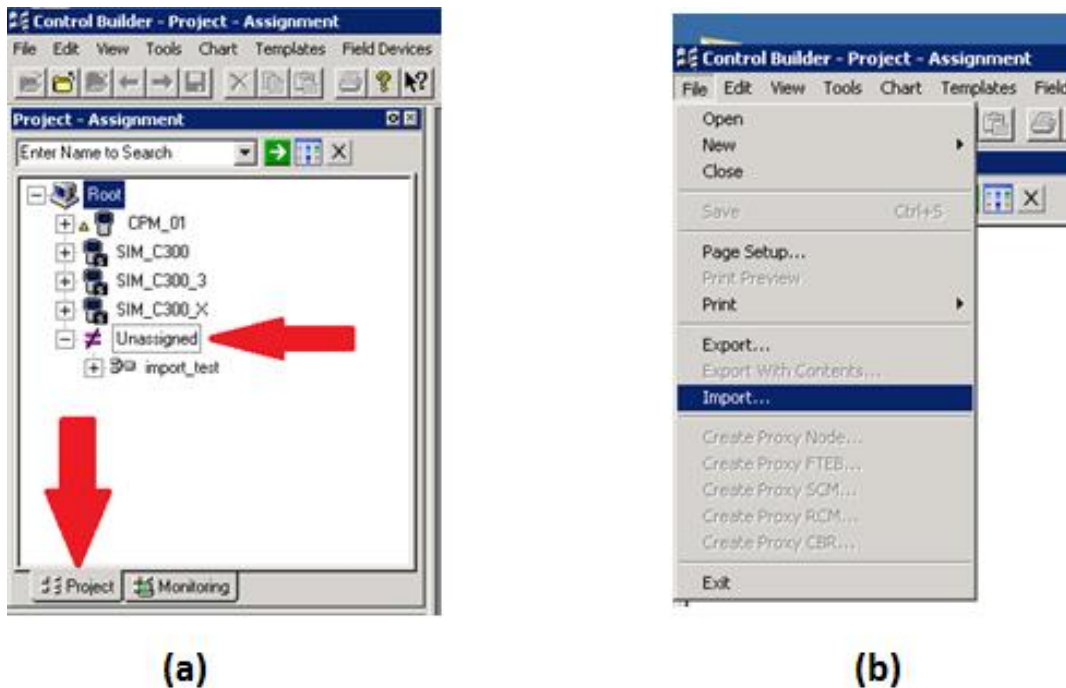 Control Builder - Project - Assignment
File Edit View Tools Chart Templates Field Devices
Project - Assignment
Enter Name to Search
Root
CPM_01
SIM_C300
SIM_C300_3
SIM_C300_X
Unassigned
import_test
Project Monitoring
(a)
Control Builder - Project - Assignment
File Edit View Tools Chart Templates Field
Open
New
Close
Save Ctrl+S
Page Setup...
Print Preview
Print
Export...
Export With Contents...
Import...
Create Proxy Node...
Create Proxy FTEB...
Create Proxy SCM...
Create Proxy RCM...
Create Proxy CBR...
Exit
(b)